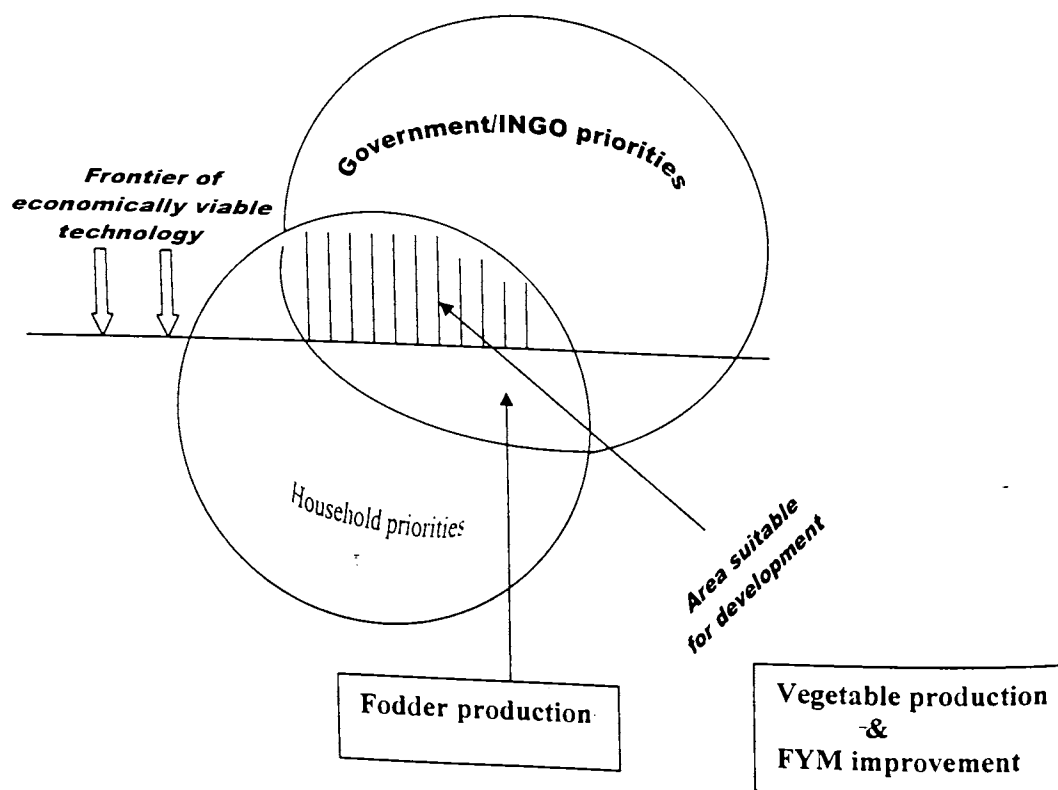 Government/INGO priorities
Frontier of
economically viable
technology
Household priorities
Area suitable
for development
Fodder production
Vegetable production
&
FYM improvement